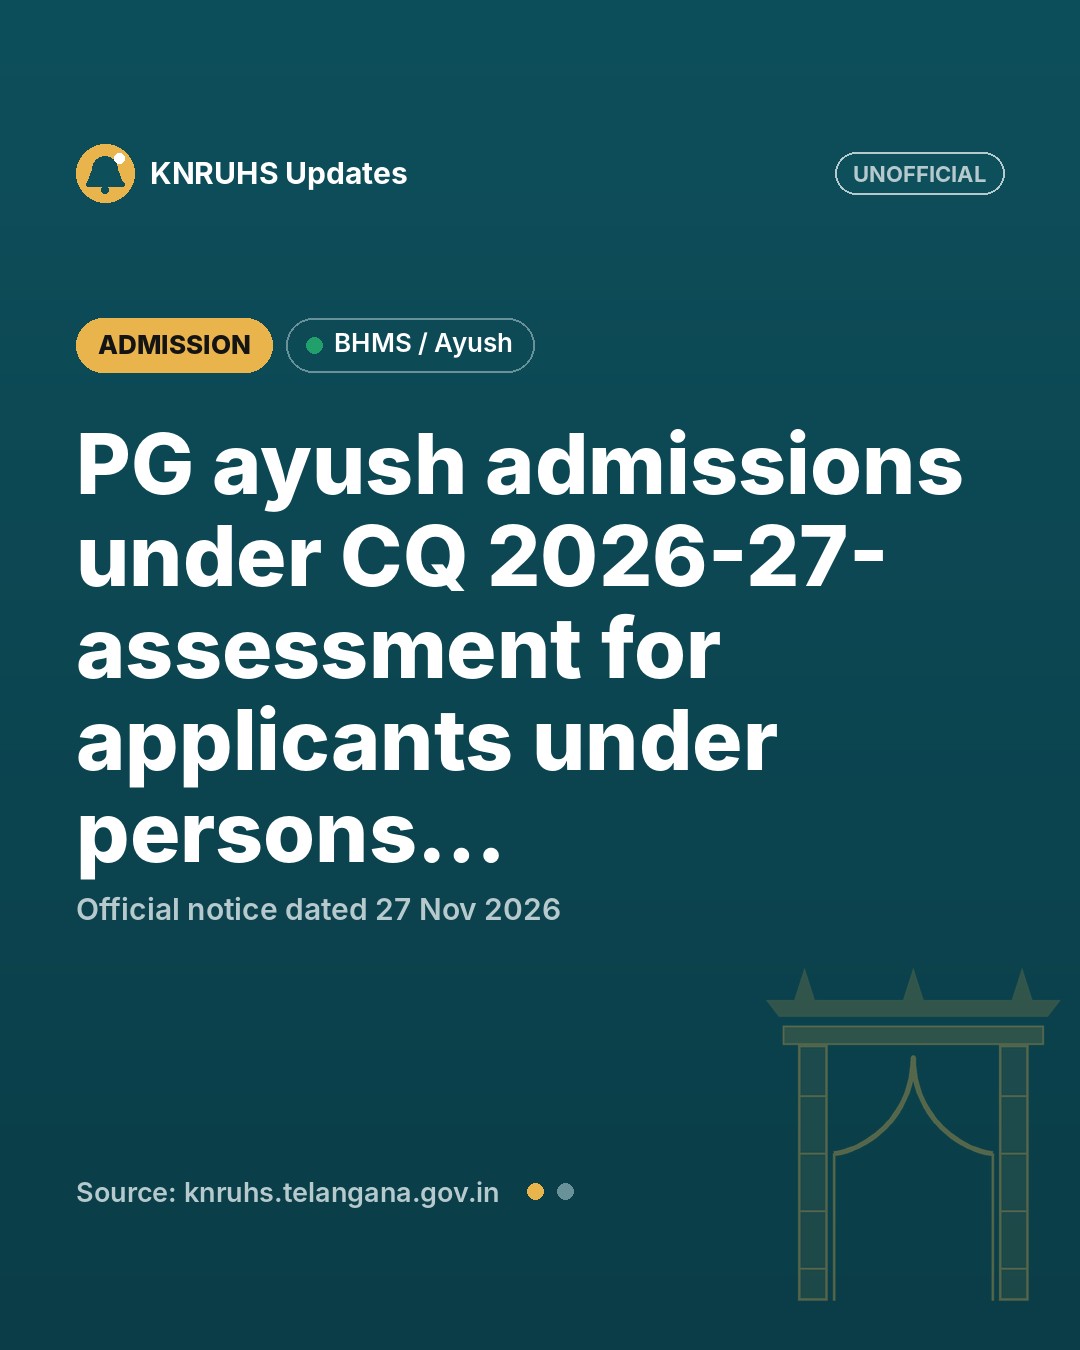 KNRUHS Updates
UNOFFICIAL
ADMISSION
BHMS / Ayush
PG ayush admissions
under CQ 2026-27-
assessment for
applicants under
persons...
Official notice dated 27 Nov 2026
Source: knruhs.telangana.gov.in